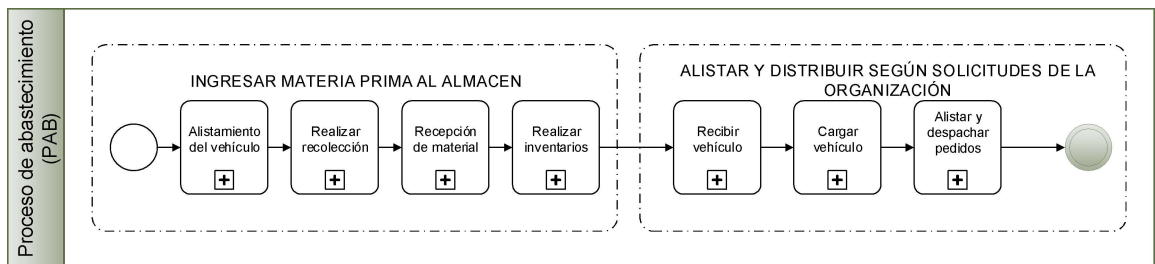 Proceso de abastecimiento
(PAB)
INGRESAR MATERIA PRIMA AL ALMACEN
Alistamiento
del vehículo
Realizar
recolección
Recepción
de material
Realizar
inventarios
ALISTAR Y DISTRIBUIR SEGÚN SOLICITUDES DE LA
ORGANIZACIÓN
Recibir
vehículo
Cargar
vehículo
Alistar y
despachar
pedidos